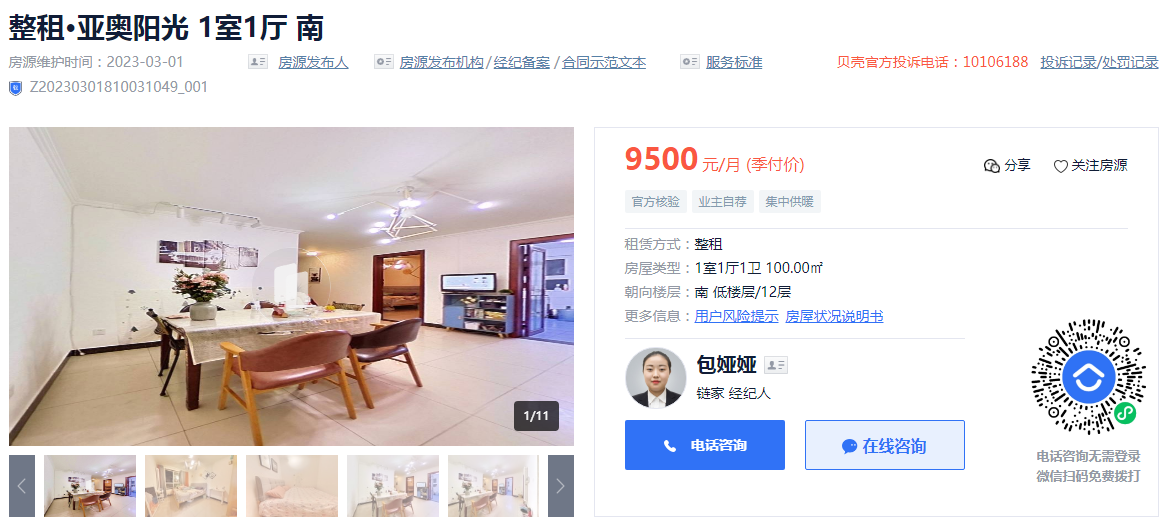 整租·亚奥阳光 1室1厅 南
房源维护时间：2023-03-01 房源发布人 房源发布机构/经纪备案/合同示范文本 服务标准 贝壳官方投诉电话：10106188 投诉记录/处罚记录
Z20230301810031049_001
9500 元/月 (季付价) 分享 关注房源
官方核验 业主自荐 集中供暖
租赁方式：整租
房屋类型：1室1厅1卫 100.00㎡
朝向楼层：南 低楼层/12层
更多信息：用户风险提示 房屋状况说明书
包娅娅
链家 经纪人
1/11
电话咨询 在线咨询
电话咨询无需登录
微信扫码免费拨打